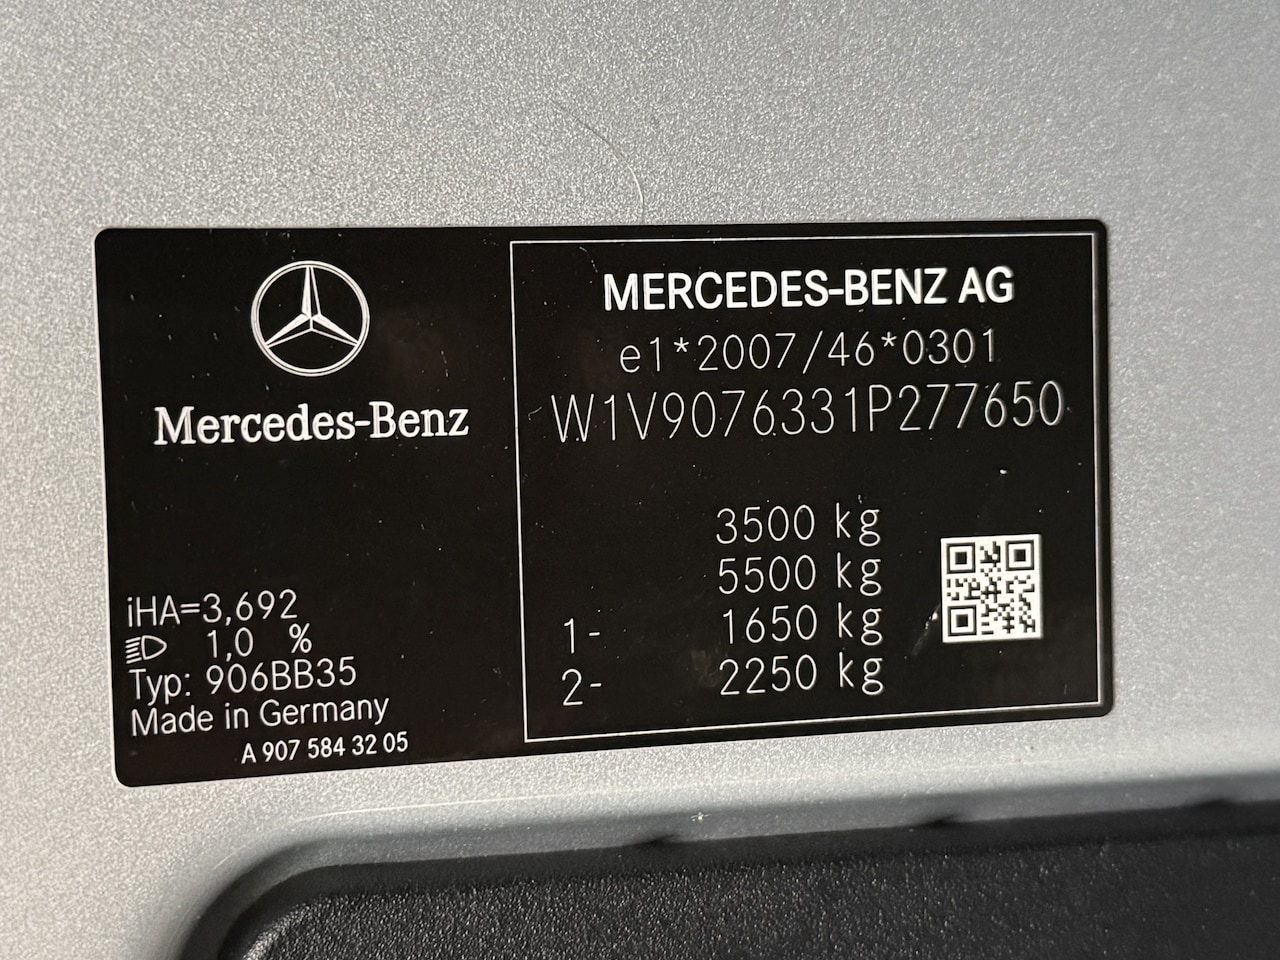 Mercedes-Benz
iHA=3,692
1,0 %
Typ: 906BB35
Made in Germany
A 907 584 32 05
MERCEDES-BENZ AG
e1*2007/46*0301
W1V9076331P277650
3500 kg
5500 kg
1- 1650 kg
2- 2250 kg